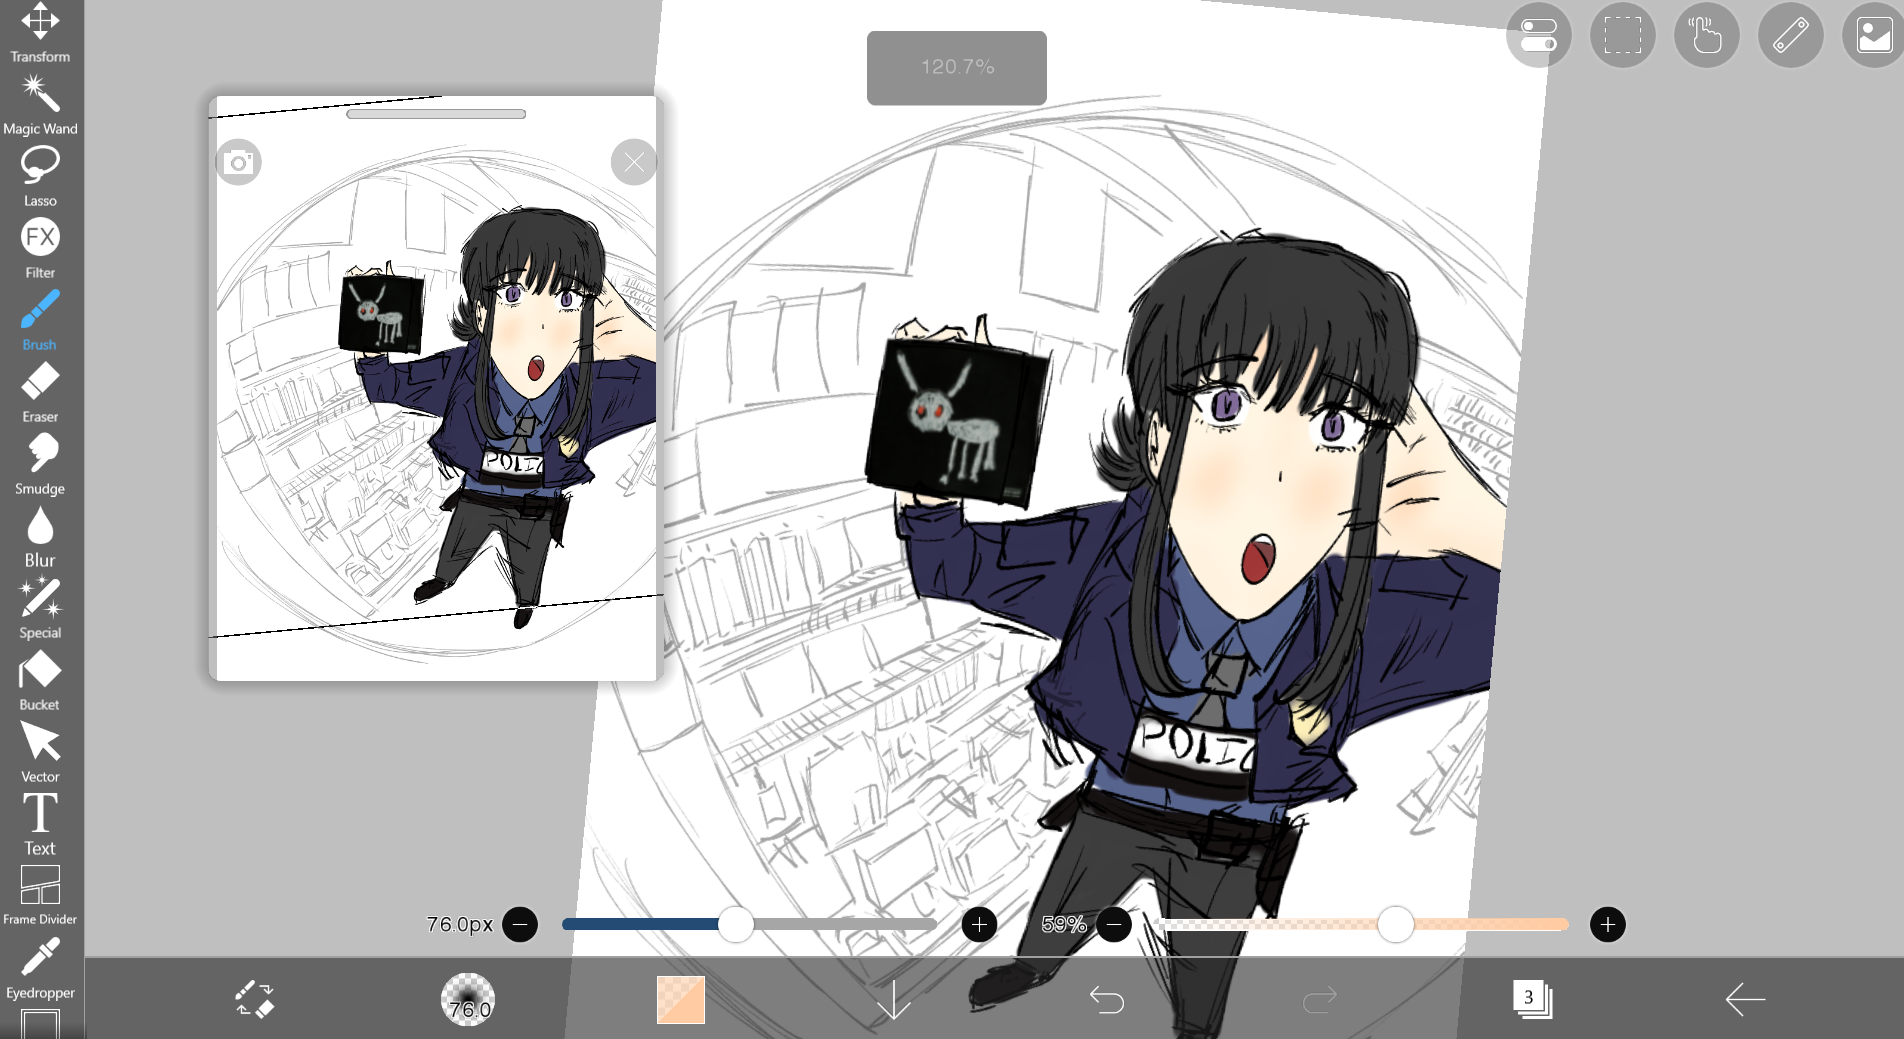 Transform
Magic Wand
Lasso
FX
Filter
Brush
Eraser
Smudge
Blur
Special
Bucket
Vector
T
Text
Frame Divider
Eyedropper
120.7%
POLIC
POLIC
76.0px
59%
76.0
3